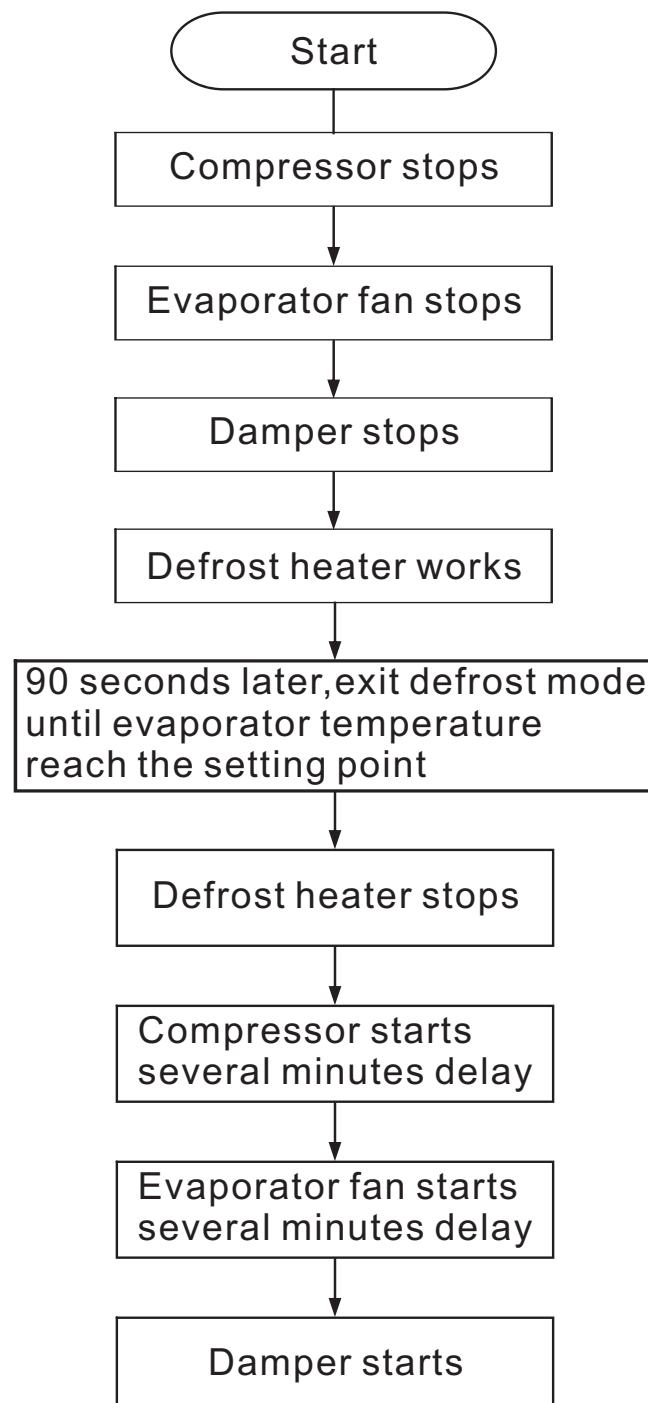 Start
Compressor stops
Evaporator fan stops
Damper stops
Defrost heater works
90 seconds later,exit defrost mode
until evaporator temperature
reach the setting point
Defrost heater stops
Compressor starts
several minutes delay
Evaporator fan starts
several minutes delay
Damper starts